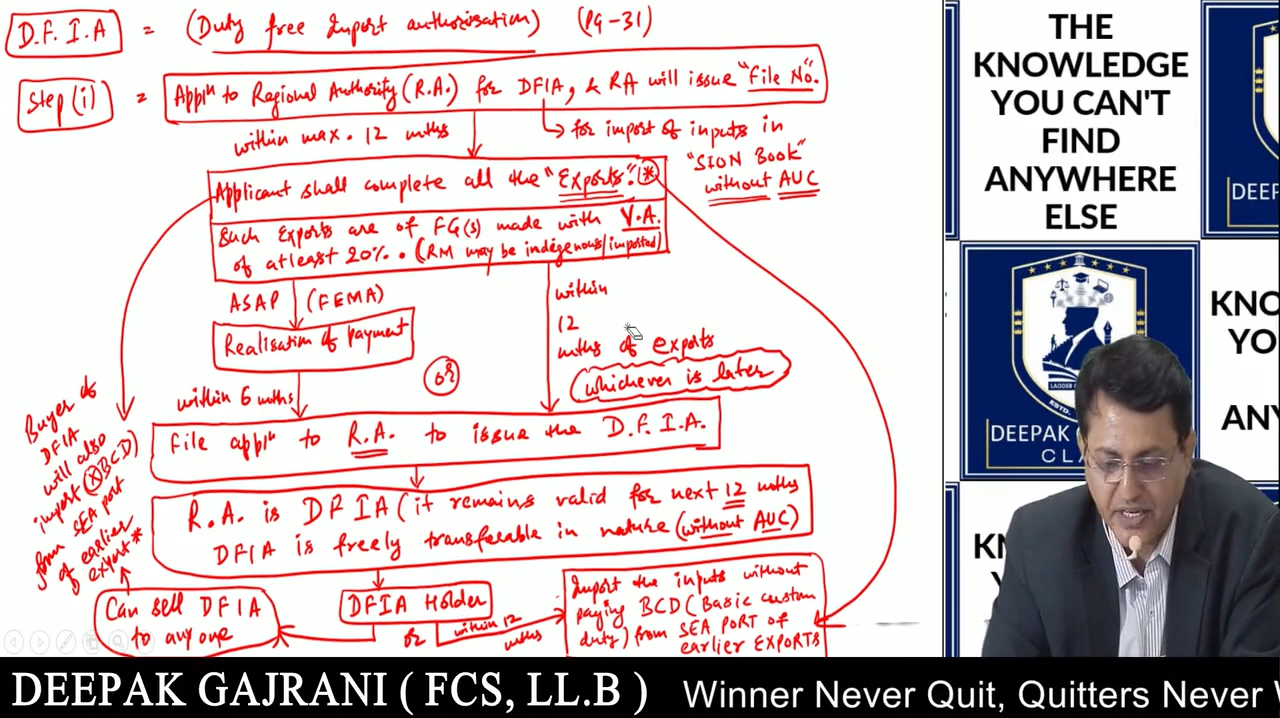 D.F.I.A = (Duty free Import authorisation) (Pg-31)
Step (i) = Applⁿ to Regional Authority (R.A.) for DFIA, & RA will issue "File No".
within max. 12 mths
for import of inputs in
"SION Book"
without AUC
Applicant shall complete all the "Exports". *
Such Exports are of FG(s) made with V.A.
of atleast 20%. (RM may be indigenous/imported)
ASAP (FEMA)
within
12
mths of exports
whichever is later
Realisation of payment
or
within 6 mths
File applⁿ to R.A. to issue the D.F.I.A.
R.A. is DFIA (it remains valid for next 12 mths
DFIA is freely transferable in nature (without AUC)
Buyer of
DFIA
will also
import (X BCD)
from SEA port
of earlier
export *
Can sell DFIA
to anyone
DFIA Holder
or
within 12
mths
Import the inputs without
paying BCD (Basic custom
duty) from SEA PORT of
earlier EXPORTS
THE
KNOWLEDGE
YOU CAN'T
FIND
ANYWHERE
ELSE
DEEP
DEEPAK G
CLA
LADDER
ESTD.
KNO
YO
ANY
KN
DEEPAK GAJRANI ( FCS, LL.B ) Winner Never Quit, Quitters Never W